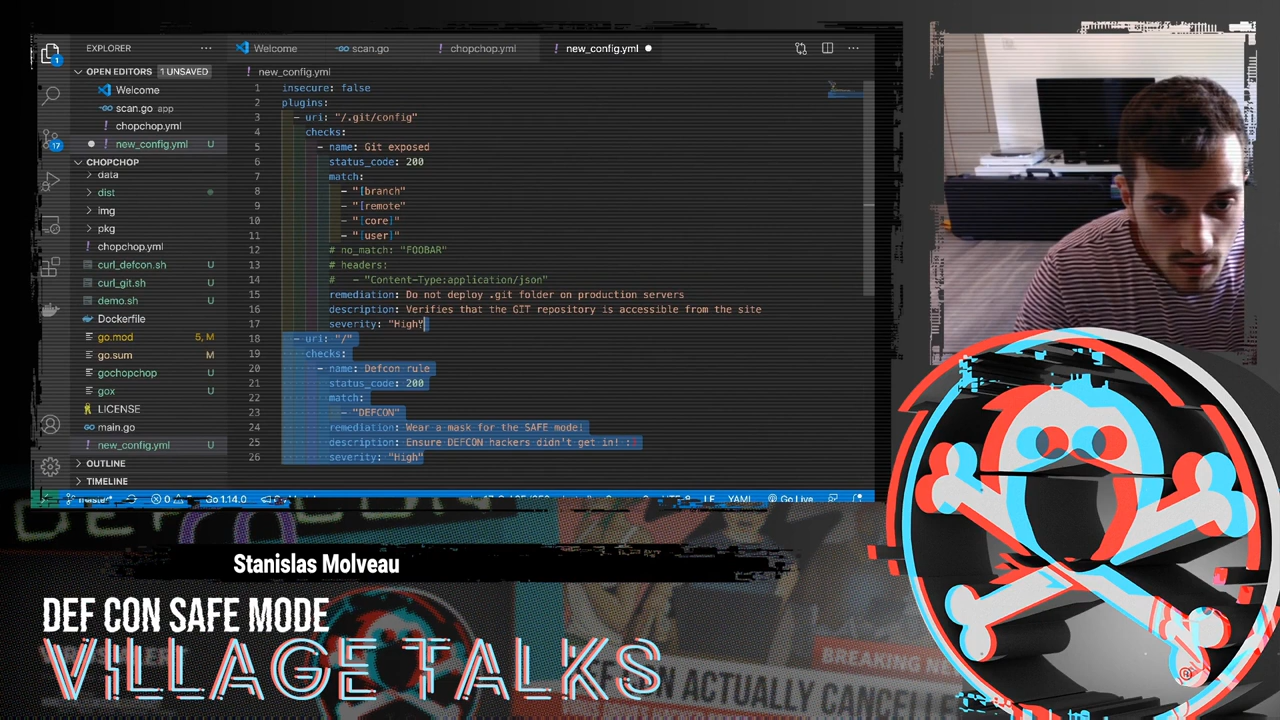 EXPLORER
Welcome
scan.go
! chopchop.yml
! new_config.yml
OPEN EDITORS 1 UNSAVED
Welcome
scan.go app
! chopchop.yml
! new_config.yml U
CHOPCHOP
data
dist
img
pkg
! chopchop.yml
curl_defcon.sh U
curl_git.sh U
demo.sh U
Dockerfile
go.mod 5, M
go.sum M
gochopchop U
gox U
LICENSE
main.go
! new_config.yml U
OUTLINE
TIMELINE
1
17
! new_config.yml
1 insecure: false
2 plugins:
3 - uri: "/.git/config"
4 checks:
5 - name: Git exposed
6 status_code: 200
7 match:
8 - "[branch"
9 - "[remote"
10 - "[core]"
11 - "[user]"
12 # no_match: "FOOBAR"
13 # headers:
14 # - "Content-Type:application/json"
15 remediation: Do not deploy .git folder on production servers
16 description: Verifies that the GIT repository is accessible from the site
17 severity: "High"
18 - uri: "/"
19 checks:
20 - name: Defcon rule
21 status_code: 200
22 match:
23 - "DEFCON"
24 remediation: Wear a mask for the SAFE mode!
25 description: Ensure DEFCON hackers didn't get in! :
26 severity: "High"
Go 1.14.0
LF YAML Go Live
Stanislas Molveau
DEF CON SAFE MODE
VILLAGE TALKS
BREAKING NE
ACTUALLY CANCELLE